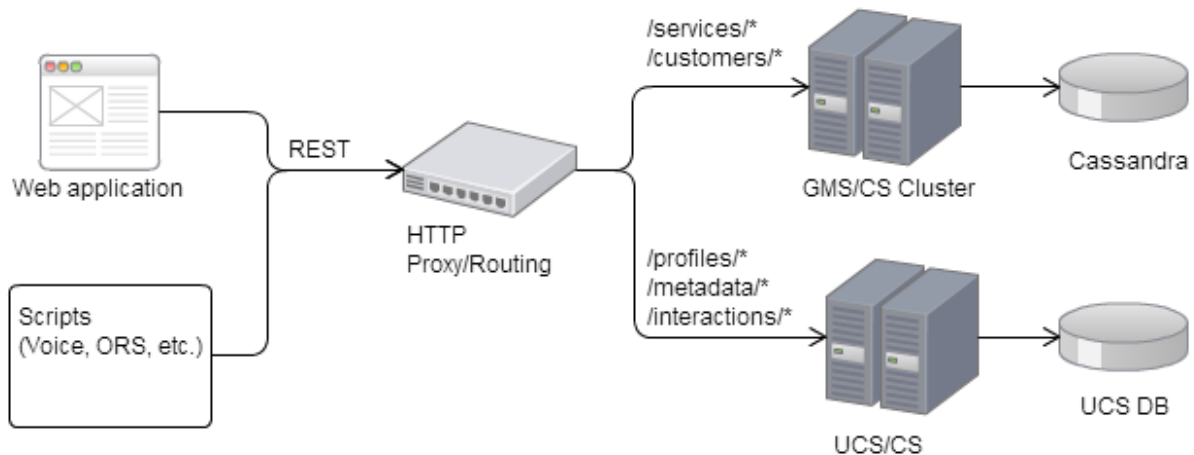 /services/*
/customers/*
Web application
REST
HTTP
Proxy/Routing
GMS/CS Cluster
Cassandra
Scripts
(Voice, ORS, etc.)
/profiles/*
/metadata/*
/interactions/*
UCS/CS
UCS DB